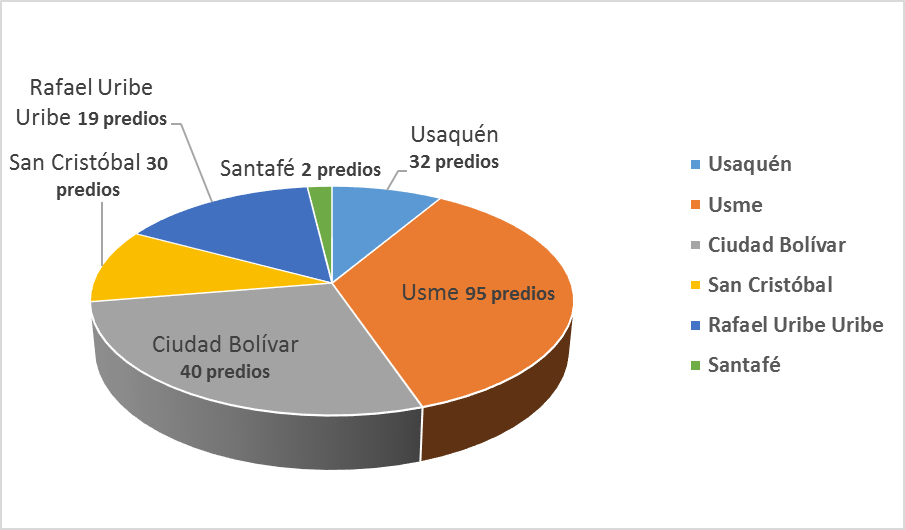 Rafael Uribe
Uribe 19 predios
San Cristóbal 30
predios
Santafé 2 predios
Usaquén
32 predios
Usme 95 predios
Ciudad Bolívar
40 predios
Usaquén
Usme
Ciudad Bolívar
San Cristóbal
Rafael Uribe Uribe
Santafé